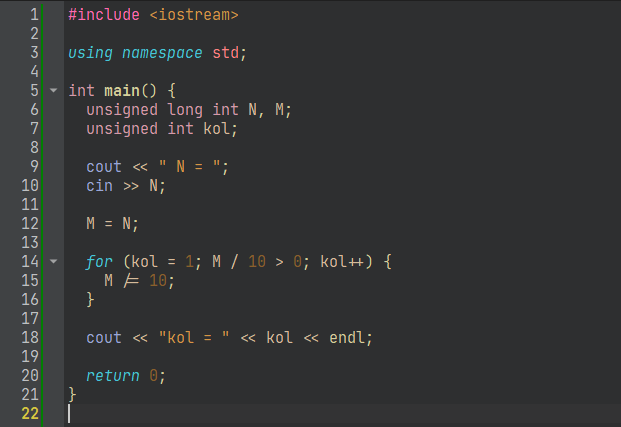 1 #include <iostream>
2
3 using namespace std;
4
5 int main() {
6   unsigned long int N, M;
7   unsigned int kol;
8
9   cout << " N = ";
10   cin >> N;
11
12   M = N;
13
14   for (kol = 1; M / 10 > 0; kol++) {
15     M /= 10;
16   }
17
18   cout << "kol = " << kol << endl;
19
20   return 0;
21 }
22